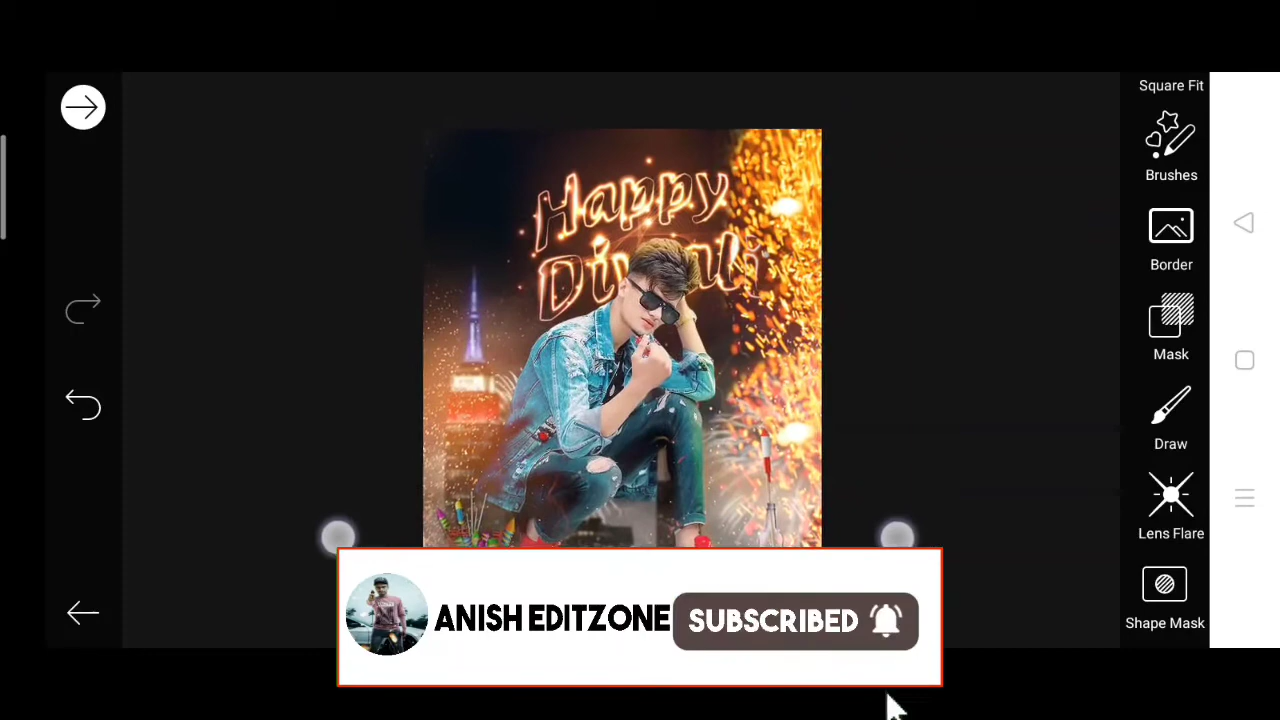 Square Fit
Brushes
Border
Mask
Draw
Lens Flare
Shape Mask
Happy
Diwali
ANISH EDITZONE
SUBSCRIBED